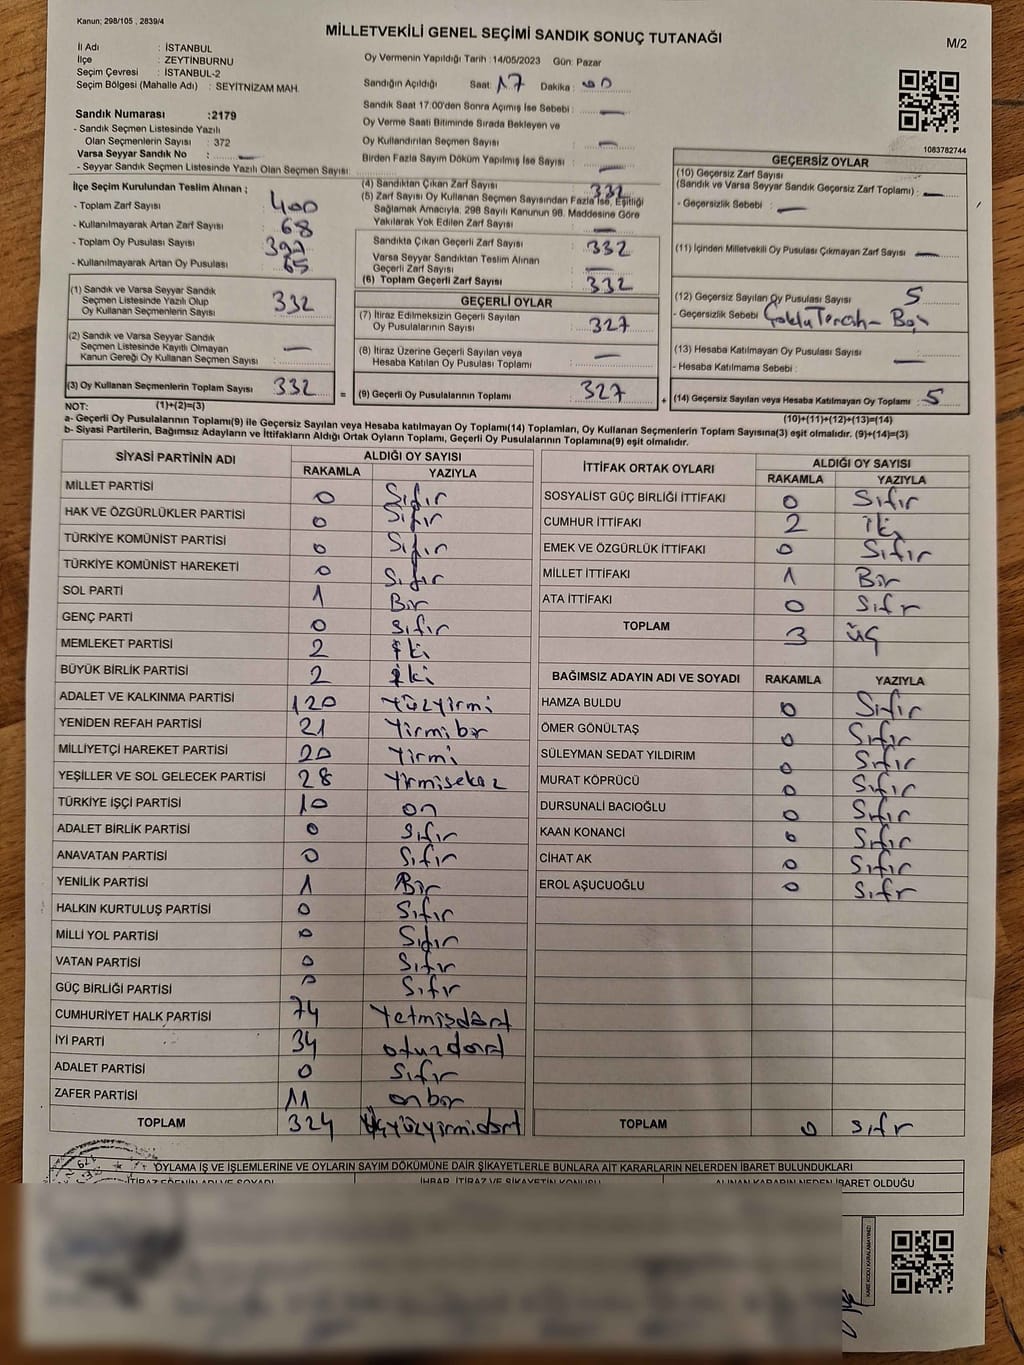 Kanun; 298/105 , 2839/4
MİLLETVEKİLİ GENEL SEÇİMİ SANDIK SONUÇ TUTANAĞI
M/2
İl Adı : İSTANBUL
İlçe : ZEYTİNBURNU
Seçim Çevresi : İSTANBUL-2
Seçim Bölgesi (Mahalle Adı) : SEYİTNİZAM MAH.
Oy Vermenin Yapıldığı Tarih : 14/05/2023 Gün: Pazar
Sandığın Açıldığı Saat: 17 Dakika : 00
Sandık Saat 17:00'den Sonra Açımış İse Sebebi : —
Oy Verme Saati Bitiminde Sırada Bekleyen ve
Oy Kullandırılan Seçmen Sayısı : —
Birden Fazla Sayım Döküm Yapılmış İse Sayısı : —
Sandık Numarası :2179
- Sandık Seçmen Listesinde Yazılı
Olan Seçmenlerin Sayısı : 372
Varsa Seyyar Sandık No : —
- Seyyar Sandık Seçmen Listesinde Yazılı Olan Seçmen Sayısı:
1083782744
İlçe Seçim Kurulundan Teslim Alınan ;
- Toplam Zarf Sayısı : 400
- Kullanılmayarak Artan Zarf Sayısı : 68
- Toplam Oy Pusulası Sayısı : 397
- Kullanılmayarak Artan Oy Pusulası : 65
(1) Sandık ve Varsa Seyyar Sandık
Seçmen Listesinde Yazılı Olup
Oy Kullanan Seçmenlerin Sayısı : 332
(2) Sandık ve Varsa Seyyar Sandık
Seçmen Listesinde Kayıtlı Olmayan
Kanun Gereği Oy Kullanan Seçmen Sayısı : —
(3) Oy Kullanan Seçmenlerin Toplam Sayısı : 332 =
(4) Sandıktan Çıkan Zarf Sayısı : 332
(5) Zarf Sayısı Oy Kullanan Seçmen Sayısından Fazla İse, Eşitliği
Sağlamak Amacıyla, 298 Sayılı Kanunun 98. Maddesine Göre
Yakılarak Yok Edilen Zarf Sayısı : —
Sandıkta Çıkan Geçerli Zarf Sayısı : 332
Varsa Seyyar Sandıktan Teslim Alınan
Geçerli Zarf Sayısı : —
(6) Toplam Geçerli Zarf Sayısı : 332
GEÇERLİ OYLAR
(7) İtiraz Edilmeksizin Geçerli Sayılan
Oy Pusulalarının Sayısı : 327
(8) İtiraz Üzerine Geçerli Sayılan veya
Hesaba Katılan Oy Pusulası Toplamı : —
(9) Geçerli Oy Pusulalarının Toplamı : 327 +
GEÇERSİZ OYLAR
(10) Geçersiz Zarf Sayısı
(Sandık ve Varsa Seyyar Sandık Geçersiz Zarf Toplamı) : —
- Geçersizlik Sebebi : —
(11) İçinden Milletvekili Oy Pusulası Çıkmayan Zarf Sayısı : —
(12) Geçersiz Sayılan Oy Pusulası Sayısı : 5
- Geçersizlik Sebebi : Çoklu Tercih - Boş
(13) Hesaba Katılmayan Oy Pusulası Sayısı : —
- Hesaba Katılmama Sebebi :
(14) Geçersiz Sayılan veya Hesaba Katılmayan Oy Toplamı : 5
NOT: (1)+(2)=(3)
(10)+(11)+(12)+(13)=(14)
a- Geçerli Oy Pusulalarının Toplamı(9) ile Geçersiz Sayılan veya Hesaba katılmayan Oy Toplamı(14) Toplamları, Oy Kullanan Seçmenlerin Toplam Sayısına(3) eşit olmalıdır. (9)+(14)=(3)
b- Siyasi Partilerin, Bağımsız Adayların ve İttifakların Aldığı Ortak Oyların Toplamı, Geçerli Oy Pusulalarının Toplamına(9) eşit olmalıdır.
SİYASİ PARTİNİN ADI ALDIĞI OY SAYISI
RAKAMLA YAZIYLA
MİLLET PARTİSİ 0 Sıfır
HAK VE ÖZGÜRLÜKLER PARTİSİ 0 Sıfır
TÜRKİYE KOMÜNİST PARTİSİ 0 Sıfır
TÜRKİYE KOMÜNİST HAREKETİ 0 Sıfır
SOL PARTİ 1 Bir
GENÇ PARTİ 0 Sıfır
MEMLEKET PARTİSİ 2 İki
BÜYÜK BİRLİK PARTİSİ 2 İki
ADALET VE KALKINMA PARTİSİ 120 Yüzyirmi
YENİDEN REFAH PARTİSİ 21 Yirmibir
MİLLİYETÇİ HAREKET PARTİSİ 20 Yirmi
YEŞİLLER VE SOL GELECEK PARTİSİ 28 Yirmisekiz
TÜRKİYE İŞÇİ PARTİSİ 10 on
ADALET BİRLİK PARTİSİ 0 Sıfır
ANAVATAN PARTİSİ 0 Sıfır
YENİLİK PARTİSİ 1 Bir
HALKIN KURTULUŞ PARTİSİ 0 Sıfır
MİLLİ YOL PARTİSİ 0 Sıfır
VATAN PARTİSİ 0 Sıfır
GÜÇ BİRLİĞİ PARTİSİ 0 Sıfır
CUMHURİYET HALK PARTİSİ 74 Yetmişdört
İYİ PARTİ 34 otuzdört
ADALET PARTİSİ 0 Sıfır
ZAFER PARTİSİ 11 onbir
TOPLAM 324 Üçyüzyirmidört
İTTİFAK ORTAK OYLARI ALDIĞI OY SAYISI
RAKAMLA YAZIYLA
SOSYALİST GÜÇ BİRLİĞİ İTTİFAKI 0 Sıfır
CUMHUR İTTİFAKI 2 iki
EMEK VE ÖZGÜRLÜK İTTİFAKI 0 Sıfır
MİLLET İTTİFAKI 1 Bir
ATA İTTİFAKI 0 Sıfır
TOPLAM 3 üç
BAĞIMSIZ ADAYIN ADI VE SOYADI RAKAMLA YAZIYLA
HAMZA BULDU 0 Sıfır
ÖMER GÖNÜLTAŞ 0 Sıfır
SÜLEYMAN SEDAT YILDIRIM 0 Sıfır
MURAT KÖPRÜCÜ 0 Sıfır
DURSUNALİ BACIOĞLU 0 Sıfır
KAAN KONANCİ 0 Sıfır
CİHAT AK 0 Sıfır
EROL AŞUCUOĞLU 0 Sıfır
TOPLAM 0 sıfır
OYLAMA İŞ VE İŞLEMLERİNE VE OYLARIN SAYIM DÖKÜMÜNE DAİR ŞİKAYETLERLE BUNLARA AİT KARARLARIN NELERDEN İBARET BULUNDUKLARI
İTİRAZ EDENİN ADI VE SOYADI İHBAR, İTİRAZ VE ŞİKAYETİN KONUSU ALINAN KARARIN NEDEN İBARET OLDUĞU